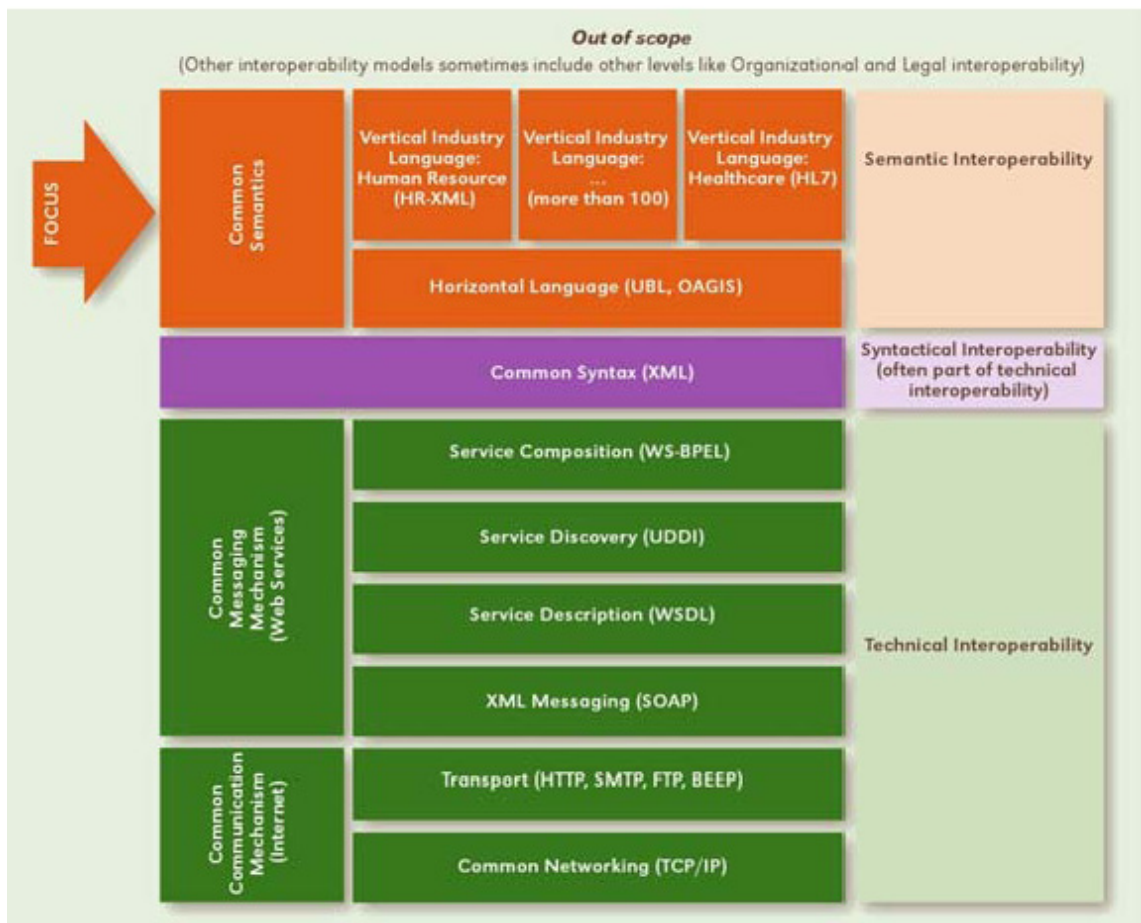 Out of scope
(Other interoperability models sometimes include other levels like Organizational and Legal interoperability)
FOCUS
Common
Semantics
Vertical Industry
Language:
Human Resource
(HR-XML)
Vertical Industry
Language:
...
(more than 100)
Vertical Industry
Language:
Healthcare (HL7)
Semantic Interoperability
Horizontal Language (UBL, OAGIS)
Common Syntax (XML)
Syntactical Interoperability
(often part of technical
interoperability)
Common
Messaging
Mechanism
(Web Services)
Service Composition (WS-BPEL)
Service Discovery (UDDI)
Service Description (WSDL)
XML Messaging (SOAP)
Technical Interoperability
Common
Communication
Mechanism
(Internet)
Transport (HTTP, SMTP, FTP, BEEP)
Common Networking (TCP/IP)